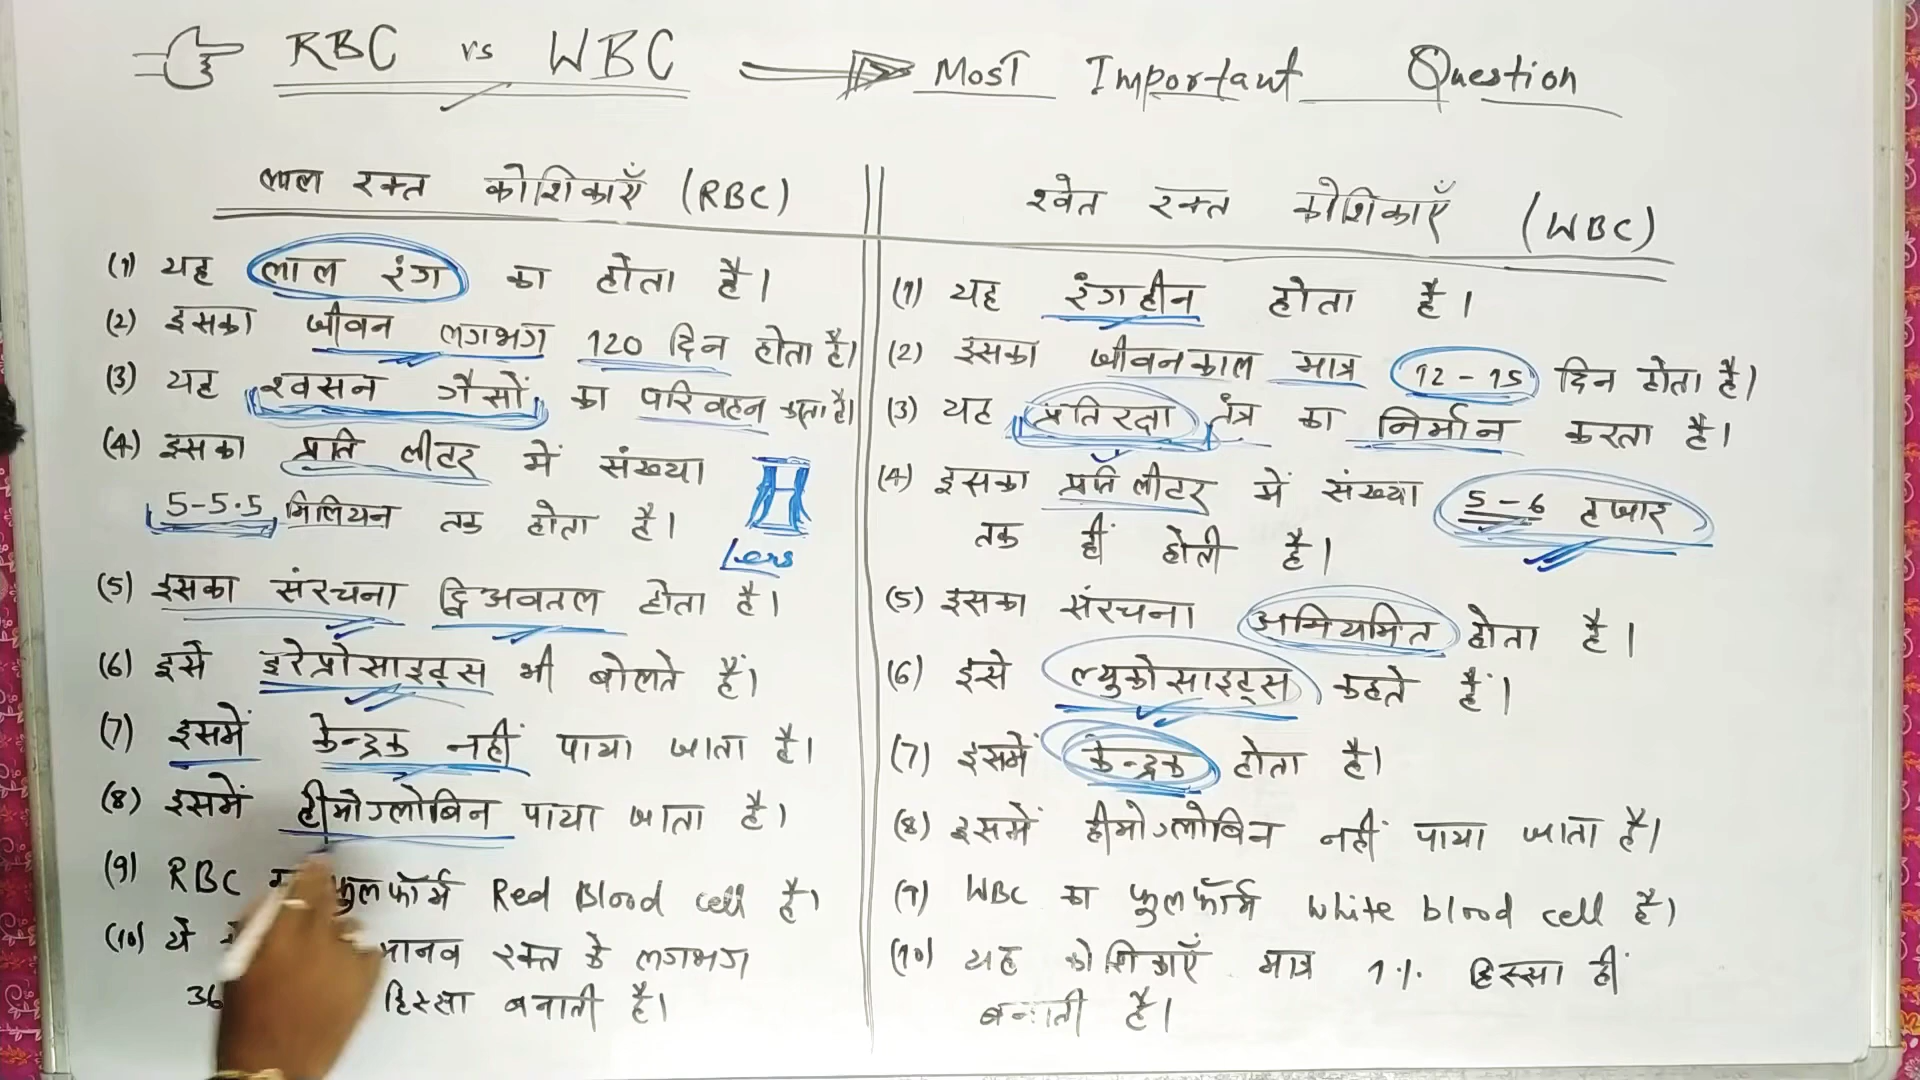 RBC vs WBC MosT Important Question
लाल रक्त कोशिकाएँ (RBC)
(1) यह लाल रंग का होता है।
(2) इसका जीवन लगभग 120 दिन होता है।
(3) यह श्वसन गैसों का परिवहन करता है।
(4) इसका प्रति लीटर में संख्या
5-5.5 मिलियन तक होता है।
Lens
(5) इसका संरचना द्विअवतल होता है।
(6) इसे इरेथ्रोसाइट्स भी बोलते हैं।
(7) इसमें केन्द्रक नहीं पाया जाता है।
(8) इसमें हीमोग्लोबिन पाया जाता है।
(9) RBC फुलफॉर्म Red Blood cell है।
(10) ये मानव रक्त के लगभग
36 हिस्सा बनाती है।
श्वेत रक्त कोशिकाएँ (WBC)
(1) यह रंगहीन होता है।
(2) इसका जीवनकाल मात्र 12-15 दिन होता है।
(3) यह प्रतिरक्षा तंत्र का निर्मान करता है।
(4) इसका प्रति लीटर में संख्या 5-6 हजार
तक हीं होती है।
(5) इसका संरचना अनियमित होता है।
(6) इसे ल्युकोसाइट्स कहते हैं।
(7) इसमें केन्द्रक होता है।
(8) इसमें हीमोग्लोबिन नहीं पाया जाता है।
(9) WBC का फुलफॉर्म White blood cell है।
(10) यह कोशिकाएँ मात्र 1% हिस्सा हीं
बनाती है।